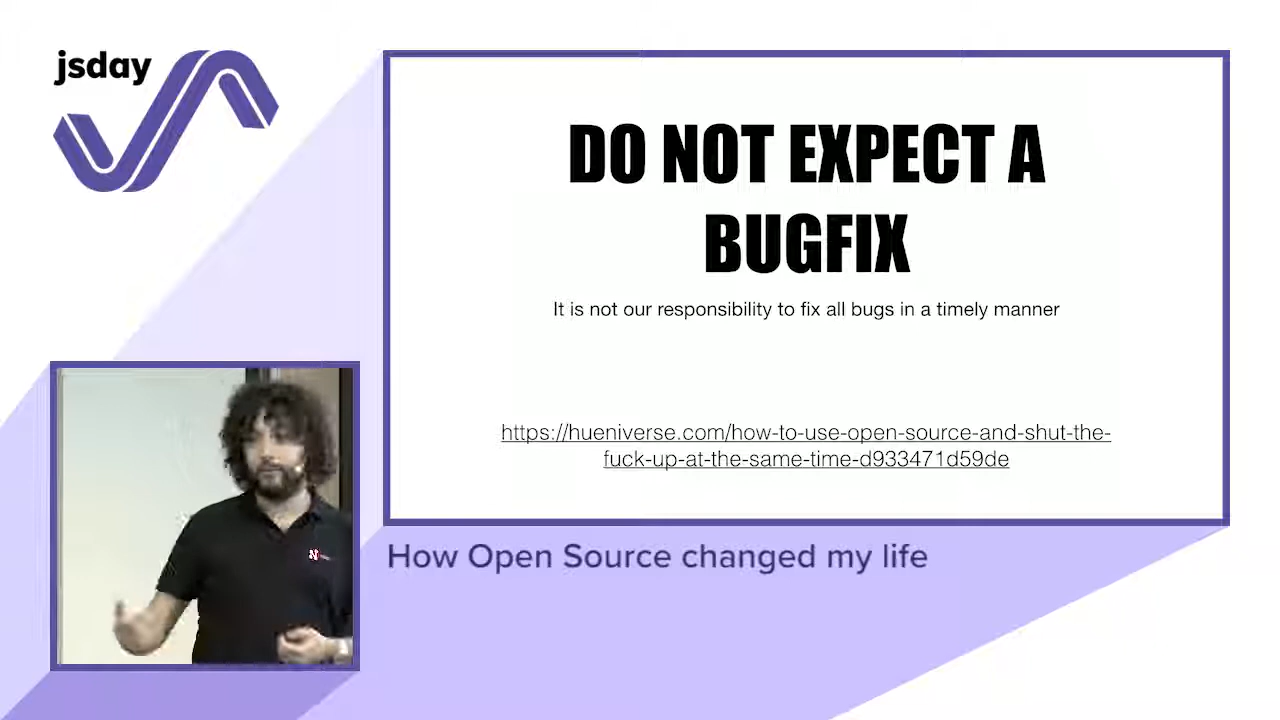 jsday
DO NOT EXPECT A
BUGFIX
It is not our responsibility to fix all bugs in a timely manner
https://hueniverse.com/how-to-use-open-source-and-shut-the-
fuck-up-at-the-same-time-d933471d59de
How Open Source changed my life